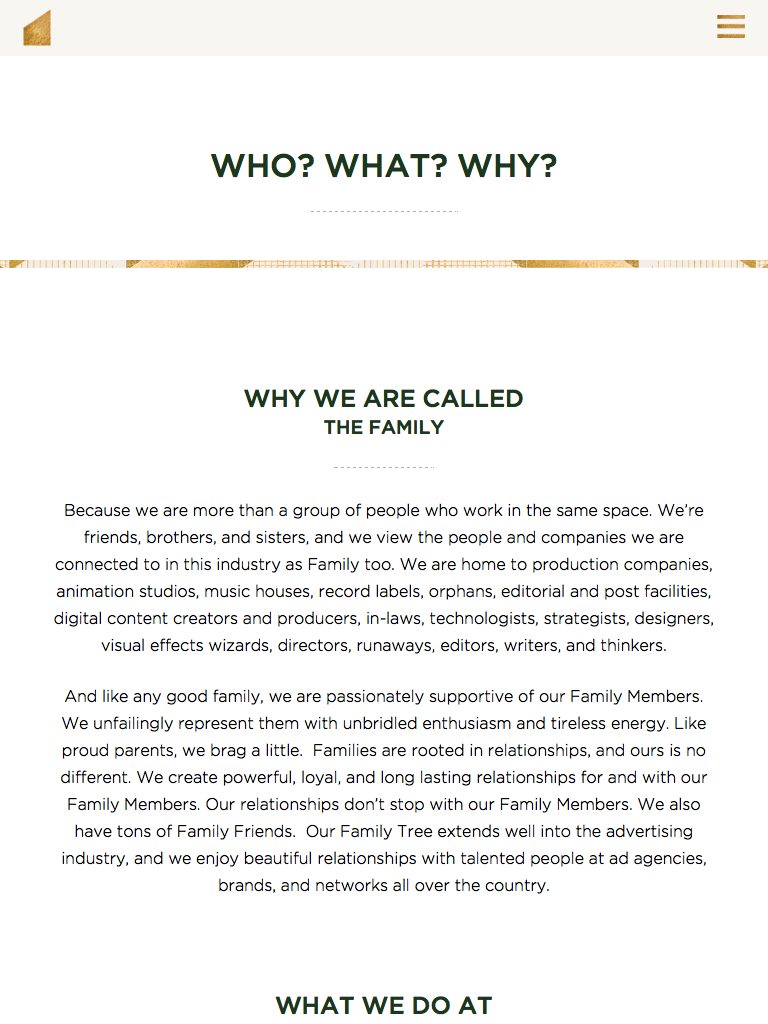 WHO? WHAT? WHY?
WHY WE ARE CALLED
THE FAMILY
Because we are more than a group of people who work in the same space. We’re
friends, brothers, and sisters, and we view the people and companies we are
connected to in this industry as Family too. We are home to production companies,
animation studios, music houses, record labels, orphans, editorial and post facilities,
digital content creators and producers, in-laws, technologists, strategists, designers,
visual effects wizards, directors, runaways, editors, writers, and thinkers.
And like any good family, we are passionately supportive of our Family Members.
We unfailingly represent them with unbridled enthusiasm and tireless energy. Like
proud parents, we brag a little.  Families are rooted in relationships, and ours is no
different. We create powerful, loyal, and long lasting relationships for and with our
Family Members. Our relationships don’t stop with our Family Members. We also
have tons of Family Friends.  Our Family Tree extends well into the advertising
industry, and we enjoy beautiful relationships with talented people at ad agencies,
brands, and networks all over the country.
WHAT WE DO AT